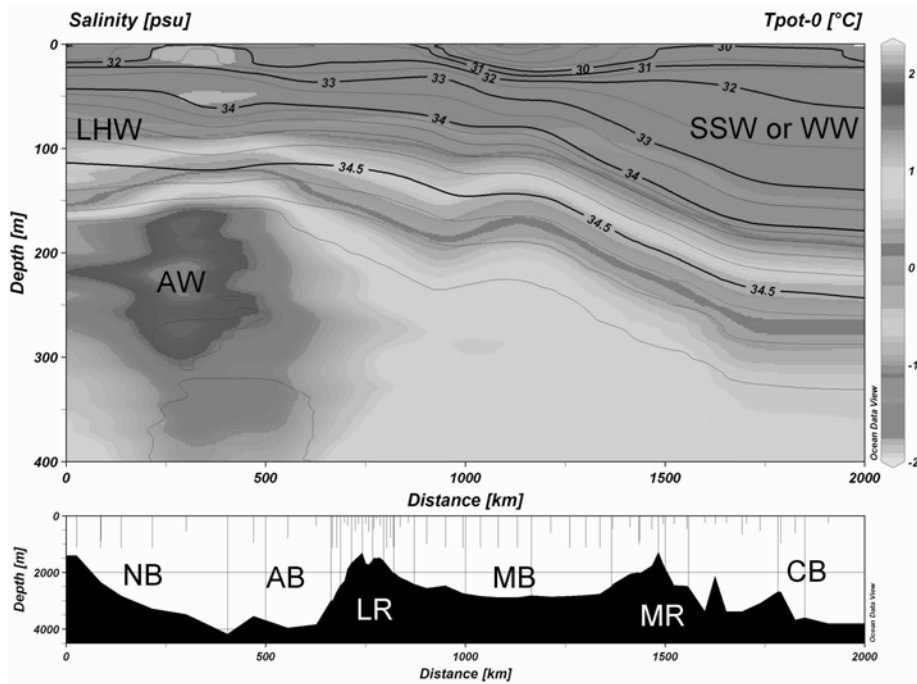 Salinity [psu]
Tpot-0 [°C]
0
100
200
300
400
Depth [m]
32
33
34
34.5
31
32
33
34
30
31
30
31
32
33
34
34.5
34.5
LHW
SSW or WW
AW
2
1
0
-1
-2
Ocean Data View
0
500
1000
1500
2000
Distance [km]
0
2000
4000
Depth [m]
NB
AB
LR
MB
MR
CB
Ocean Data View
0
500
1000
1500
2000
Distance [km]